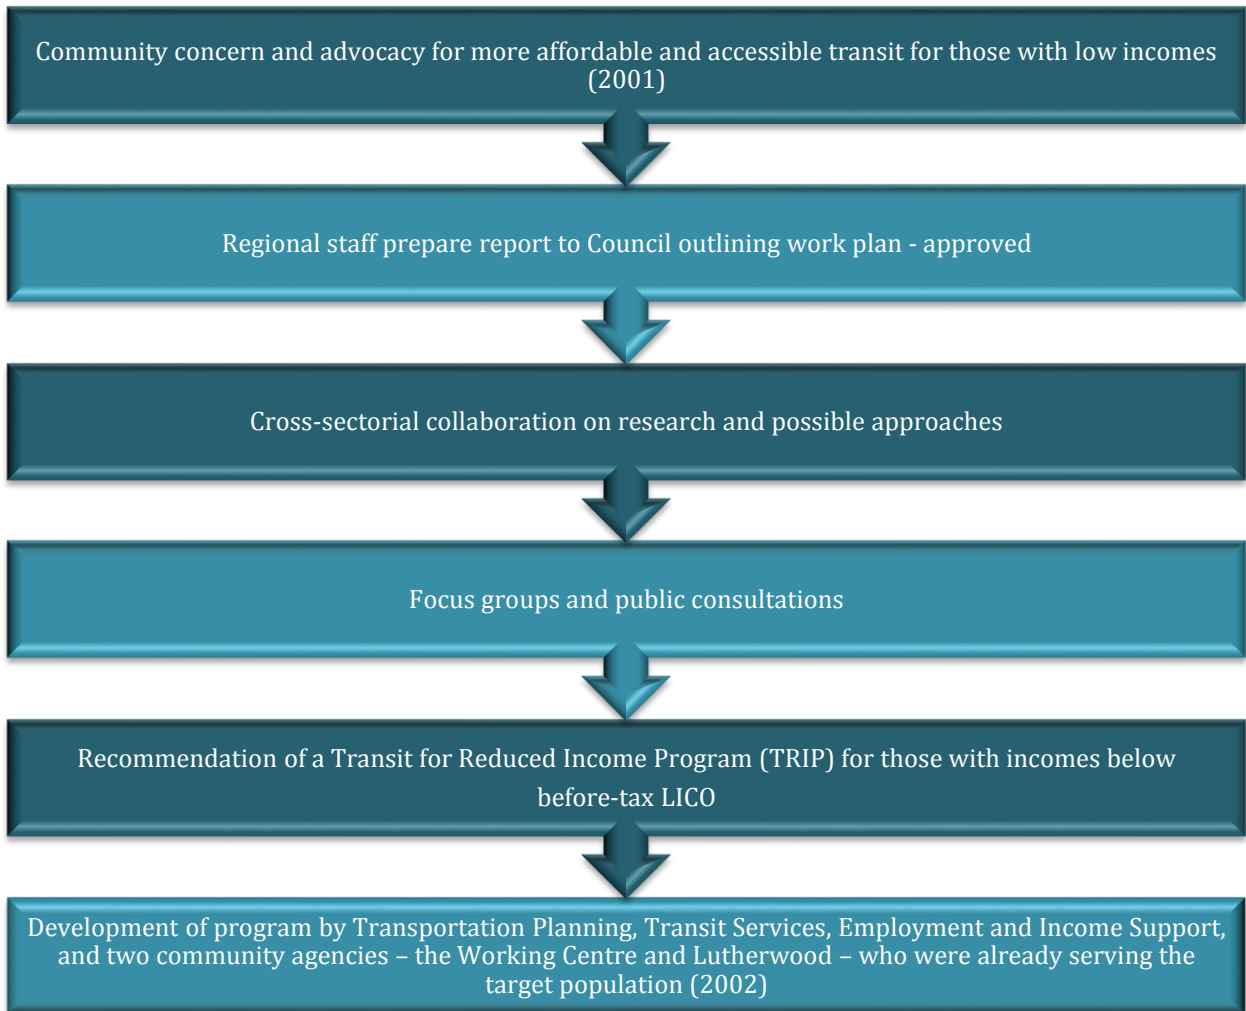 Community concern and advocacy for more affordable and accessible transit for those with low incomes
(2001)
Regional staff prepare report to Council outlining work plan - approved
Cross-sectorial collaboration on research and possible approaches
Focus groups and public consultations
Recommendation of a Transit for Reduced Income Program (TRIP) for those with incomes below
before-tax LICO
Development of program by Transportation Planning, Transit Services, Employment and Income Support,
and two community agencies – the Working Centre and Lutherwood – who were already serving the
target population (2002)